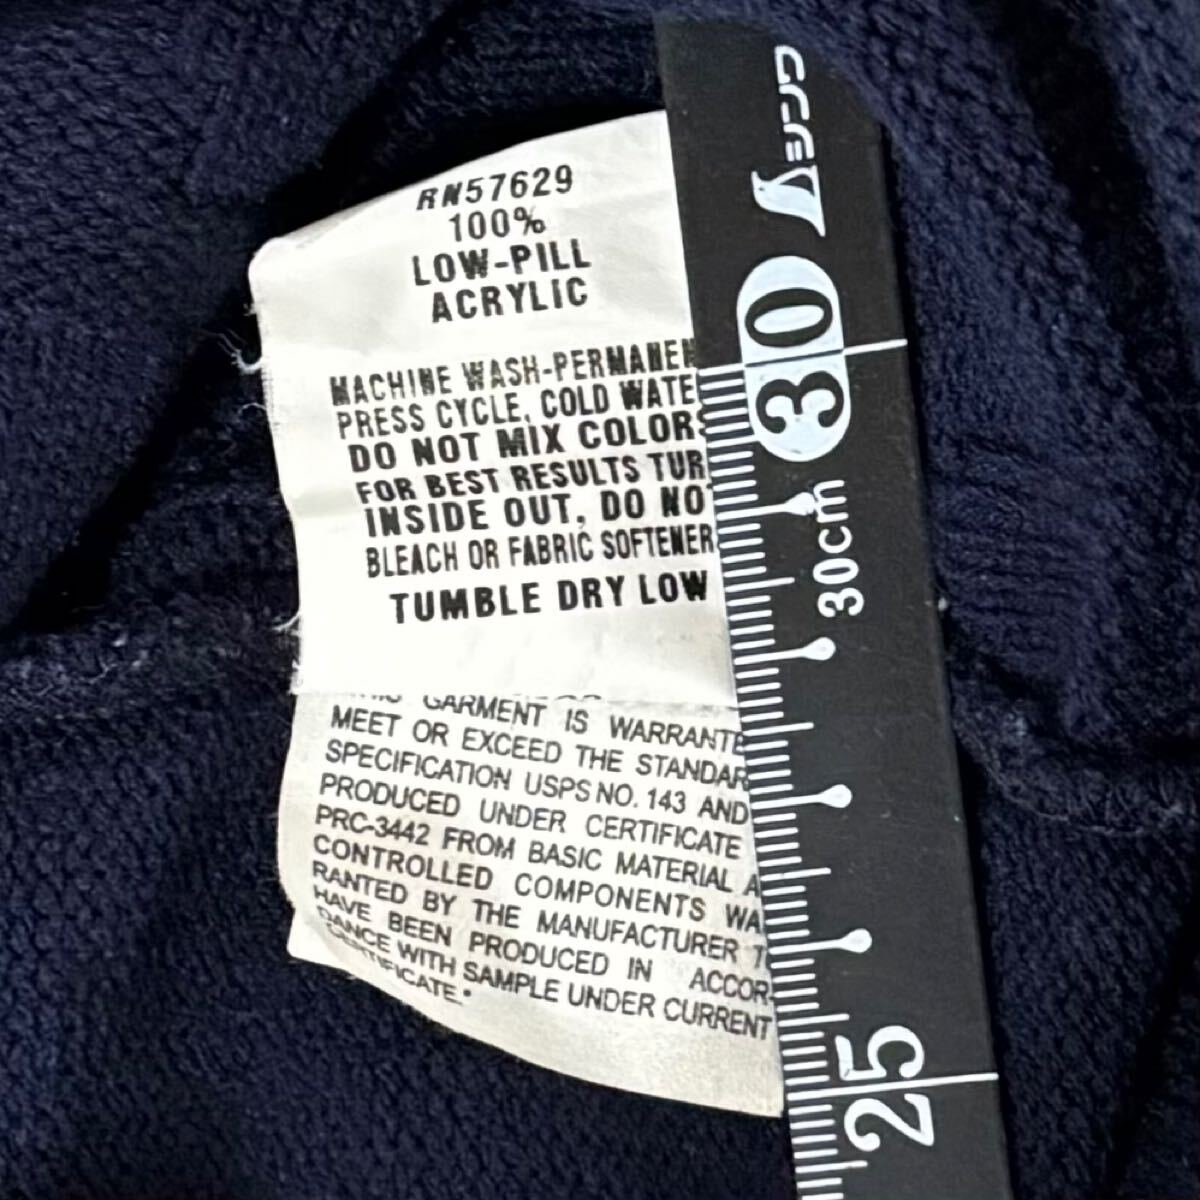 RN57629
100%
LOW-PILL
ACRYLIC
MACHINE WASH-PERMANEN
PRESS CYCLE, COLD WATE
DO NOT MIX COLORS
FOR BEST RESULTS TUR
INSIDE OUT, DO NOT
BLEACH OR FABRIC SOFTENER
TUMBLE DRY LOW
GARMENT IS WARRANTE
MEET OR EXCEED THE STANDAR
SPECIFICATION USPS NO. 143 AND
PRODUCED UNDER CERTIFICATE
PRC-3442 FROM BASIC MATERIAL A
CONTROLLED COMPONENTS WA
RANTED BY THE MANUFACTURER T
HAVE BEEN PRODUCED IN ACCOR-
DANCE WITH SAMPLE UNDER CURRENT
CERTIFICATE."
シンワ
30
30cm
25